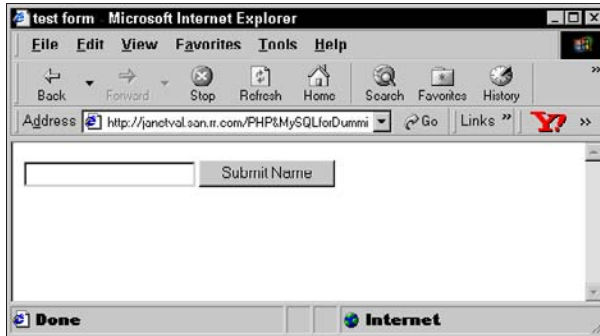 test form - Microsoft Internet Explorer
File Edit View Favorites Tools Help
Back Forward Stop Refresh Home Search Favorites History »
Address http://janetval.san.rr.com/PHP&MySQLforDummi Go Links » Y? »
Submit Name
Done Internet